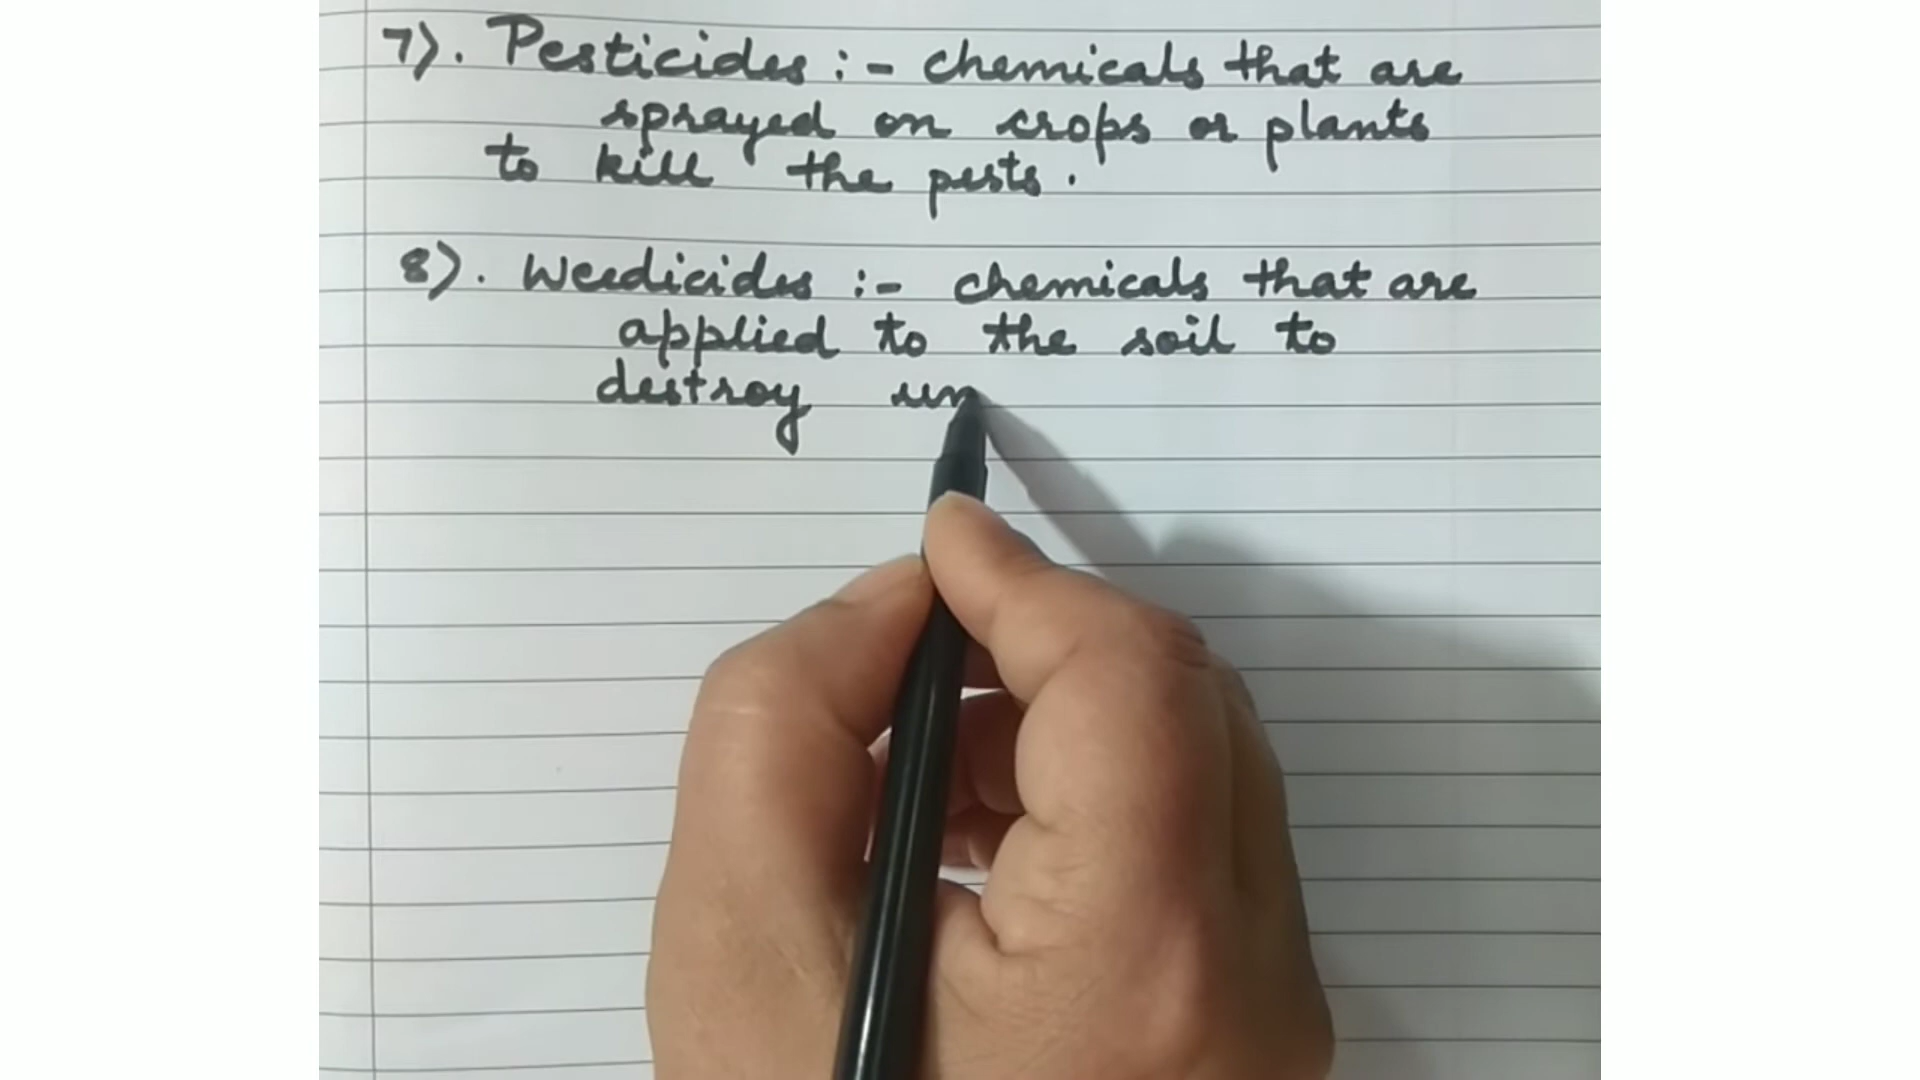 7). Pesticides :- chemicals that are
sprayed on crops or plants
to kill the pests.
8). Weedicides :- chemicals that are
applied to the soil to
destroy un